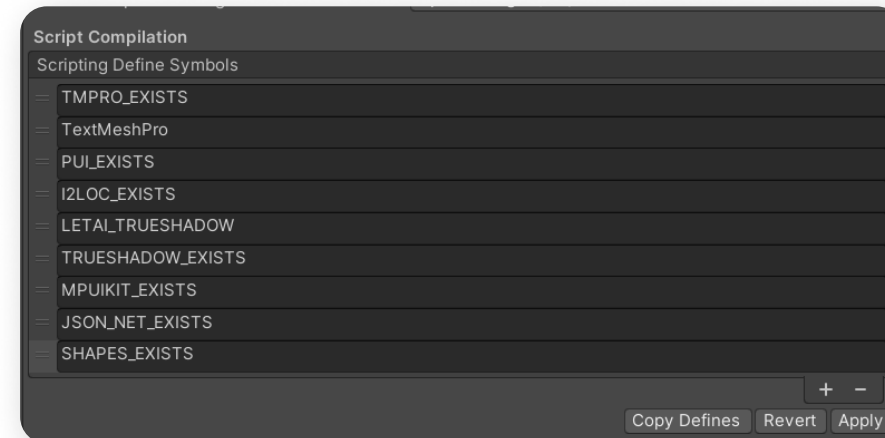 Script Compilation
Scripting Define Symbols
TMPRO_EXISTS
TextMeshPro
PUI_EXISTS
I2LOC_EXISTS
LETAI_TRUESHADOW
TRUESHADOW_EXISTS
MPUIKIT_EXISTS
JSON_NET_EXISTS
SHAPES_EXISTS
+ −
Copy Defines Revert Apply